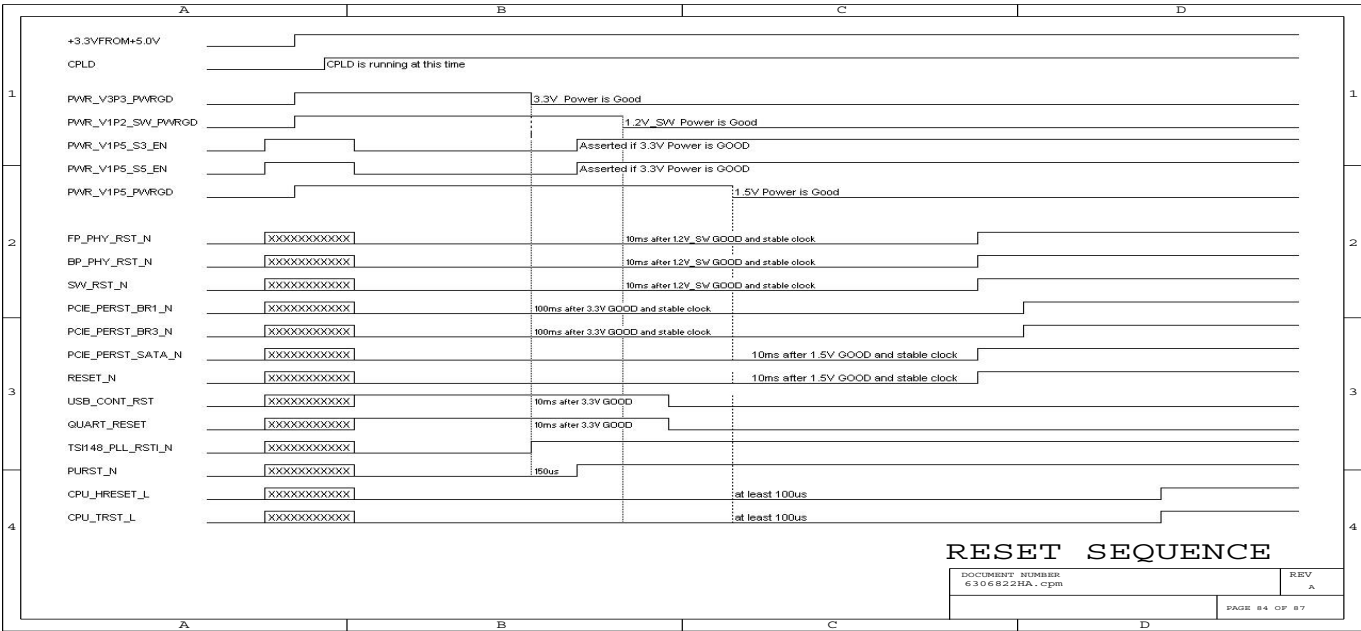 A B C D
+3.3VFROM+5.0V
CPLD CPLD is running at this time
1 PWR_V3P3_PWRGD 3.3V Power is Good 1
PWR_V1P2_SW_PWRGD 1.2V_SW Power is Good
PWR_V1P5_S3_EN Asserted if 3.3V Power is GOOD
PWR_V1P5_S5_EN Asserted if 3.3V Power is GOOD
PWR_V1P5_PWRGD 1.5V Power is Good
2 FP_PHY_RST_N XXXXXXXXXXX 10ms after 1.2V_SW GOOD and stable clock 2
BP_PHY_RST_N XXXXXXXXXXX 10ms after 1.2V_SW GOOD and stable clock
SW_RST_N XXXXXXXXXXX 10ms after 1.2V_SW GOOD and stable clock
PCIE_PERST_BR1_N XXXXXXXXXXX 100ms after 3.3V GOOD and stable clock
PCIE_PERST_BR3_N XXXXXXXXXXX 100ms after 3.3V GOOD and stable clock
PCIE_PERST_SATA_N XXXXXXXXXXX 10ms after 1.5V GOOD and stable clock
RESET_N XXXXXXXXXXX 10ms after 1.5V GOOD and stable clock
3 USB_CONT_RST XXXXXXXXXXX 10ms after 3.3V GOOD 3
QUART_RESET XXXXXXXXXXX 10ms after 3.3V GOOD
TSI148_PLL_RSTI_N XXXXXXXXXXX
PURST_N XXXXXXXXXXX 150us
CPU_HRESET_L XXXXXXXXXXX at least 100us
4 CPU_TRST_L XXXXXXXXXXX at least 100us 4
RESET SEQUENCE
DOCUMENT NUMBER REV
6306822HA.cpm A
PAGE 84 OF 87
A B C D